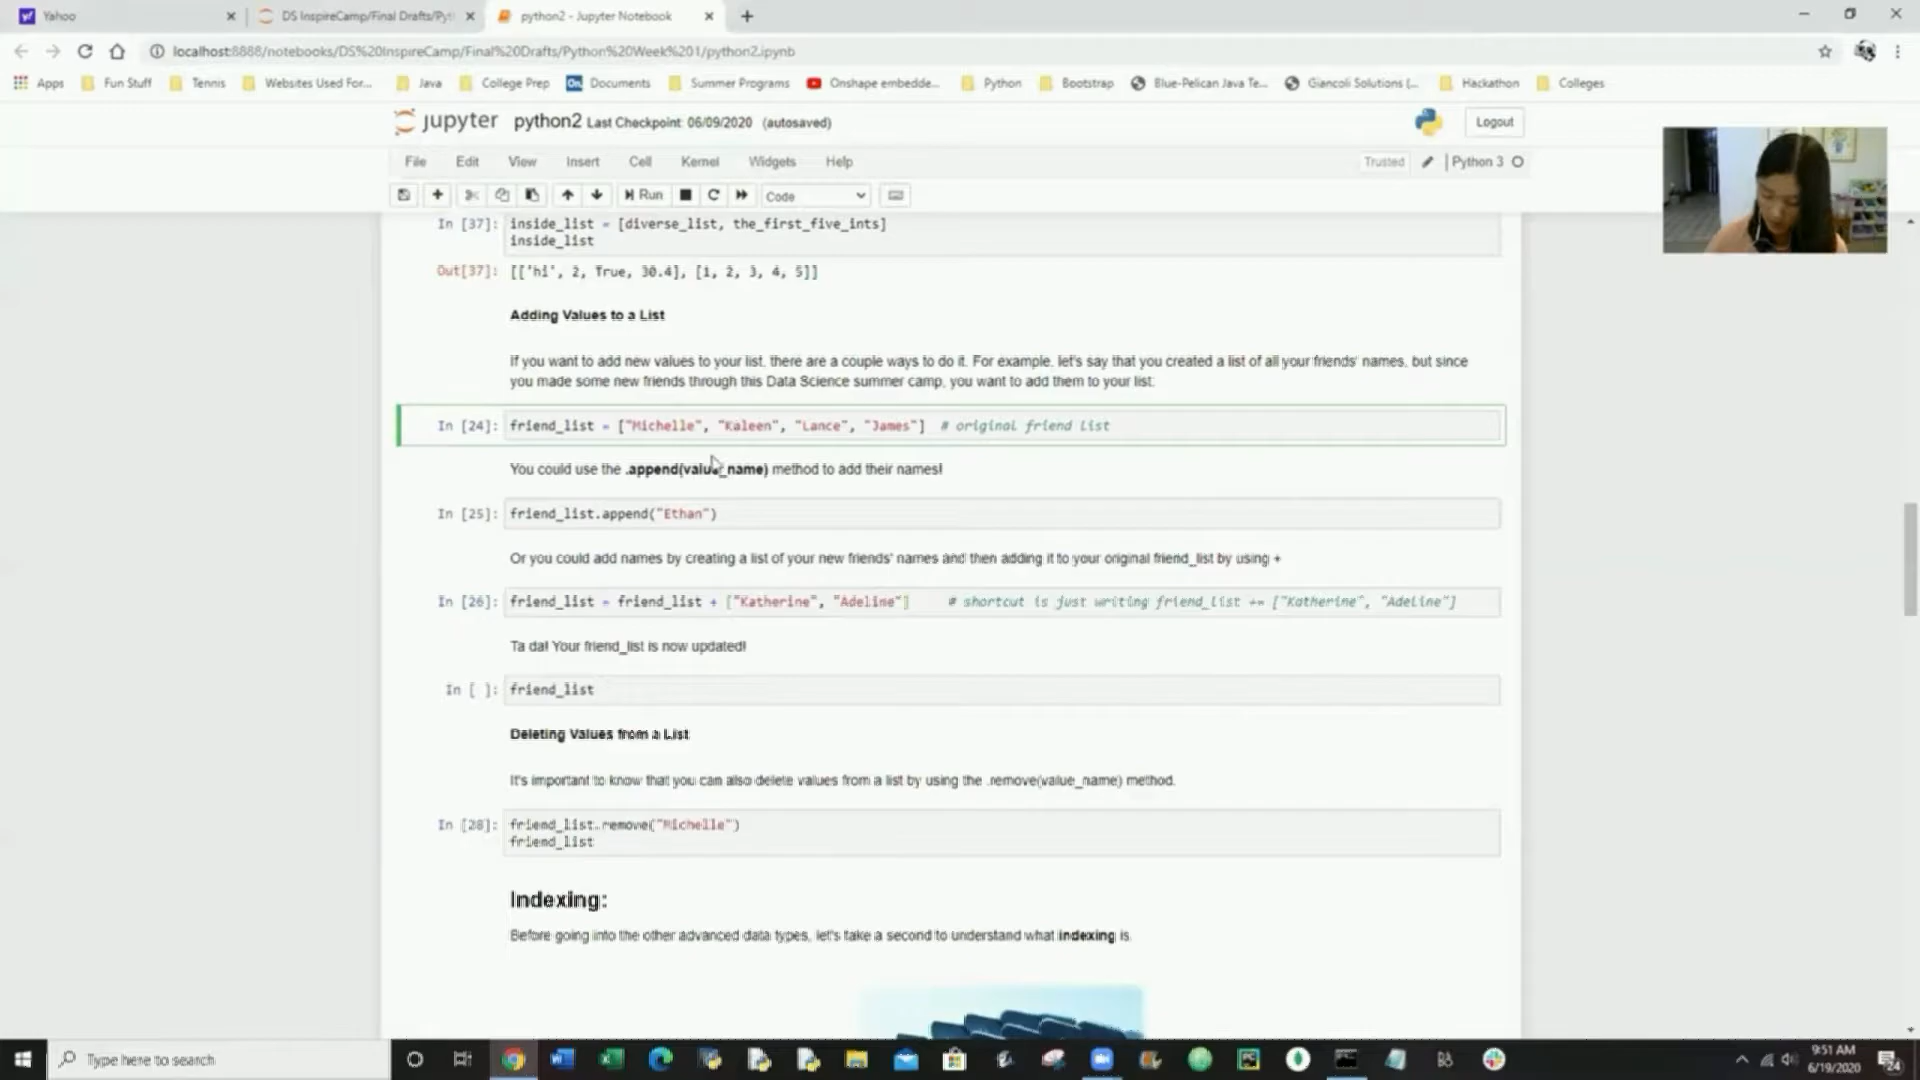 Yahoo
DS InspireCamp/Final Drafts/Pyt
python2 - Jupyter Notebook
localhost:8888/notebooks/DS%20InspireCamp/Final%20Drafts/Python%20Week%201/python2.ipynb
Apps Fun Stuff Tennis Websites Used For... Java College Prep Documents Summer Programs Onshape embedde... Python Bootstrap Blue-Pelican Java Te... Giancoli Solutions (... Hackathon Colleges
jupyter python2 Last Checkpoint: 06/09/2020 (autosaved) Logout
File Edit View Insert Cell Kernel Widgets Help Trusted Python 3
Run Code
In [37]: inside_list = [diverse_list, the_first_five_ints]
inside_list
Out[37]: [['hi', 2, True, 30.4], [1, 2, 3, 4, 5]]
Adding Values to a List
If you want to add new values to your list, there are a couple ways to do it. For example, let's say that you created a list of all your friends' names, but since
you made some new friends through this Data Science summer camp, you want to add them to your list:
In [24]: friend_list = ["Michelle", "Kaleen", "Lance", "James"] # original friend list
You could use the .append(value_name) method to add their names!
In [25]: friend_list.append("Ethan")
Or you could add names by creating a list of your new friends' names and then adding it to your original friend_list by using +
In [26]: friend_list = friend_list + ["Katherine", "Adeline"] # shortcut is just writing friend_list += ["Katherine", "Adeline"]
Ta da! Your friend_list is now updated!
In [ ]: friend_list
Deleting Values from a List
It's important to know that you can also delete values from a list by using the .remove(value_name) method.
In [28]: friend_list.remove("Michelle")
friend_list
Indexing:
Before going into the other advanced data types, let's take a second to understand what indexing is.
Type here to search
9:51 AM
6/19/2020
24